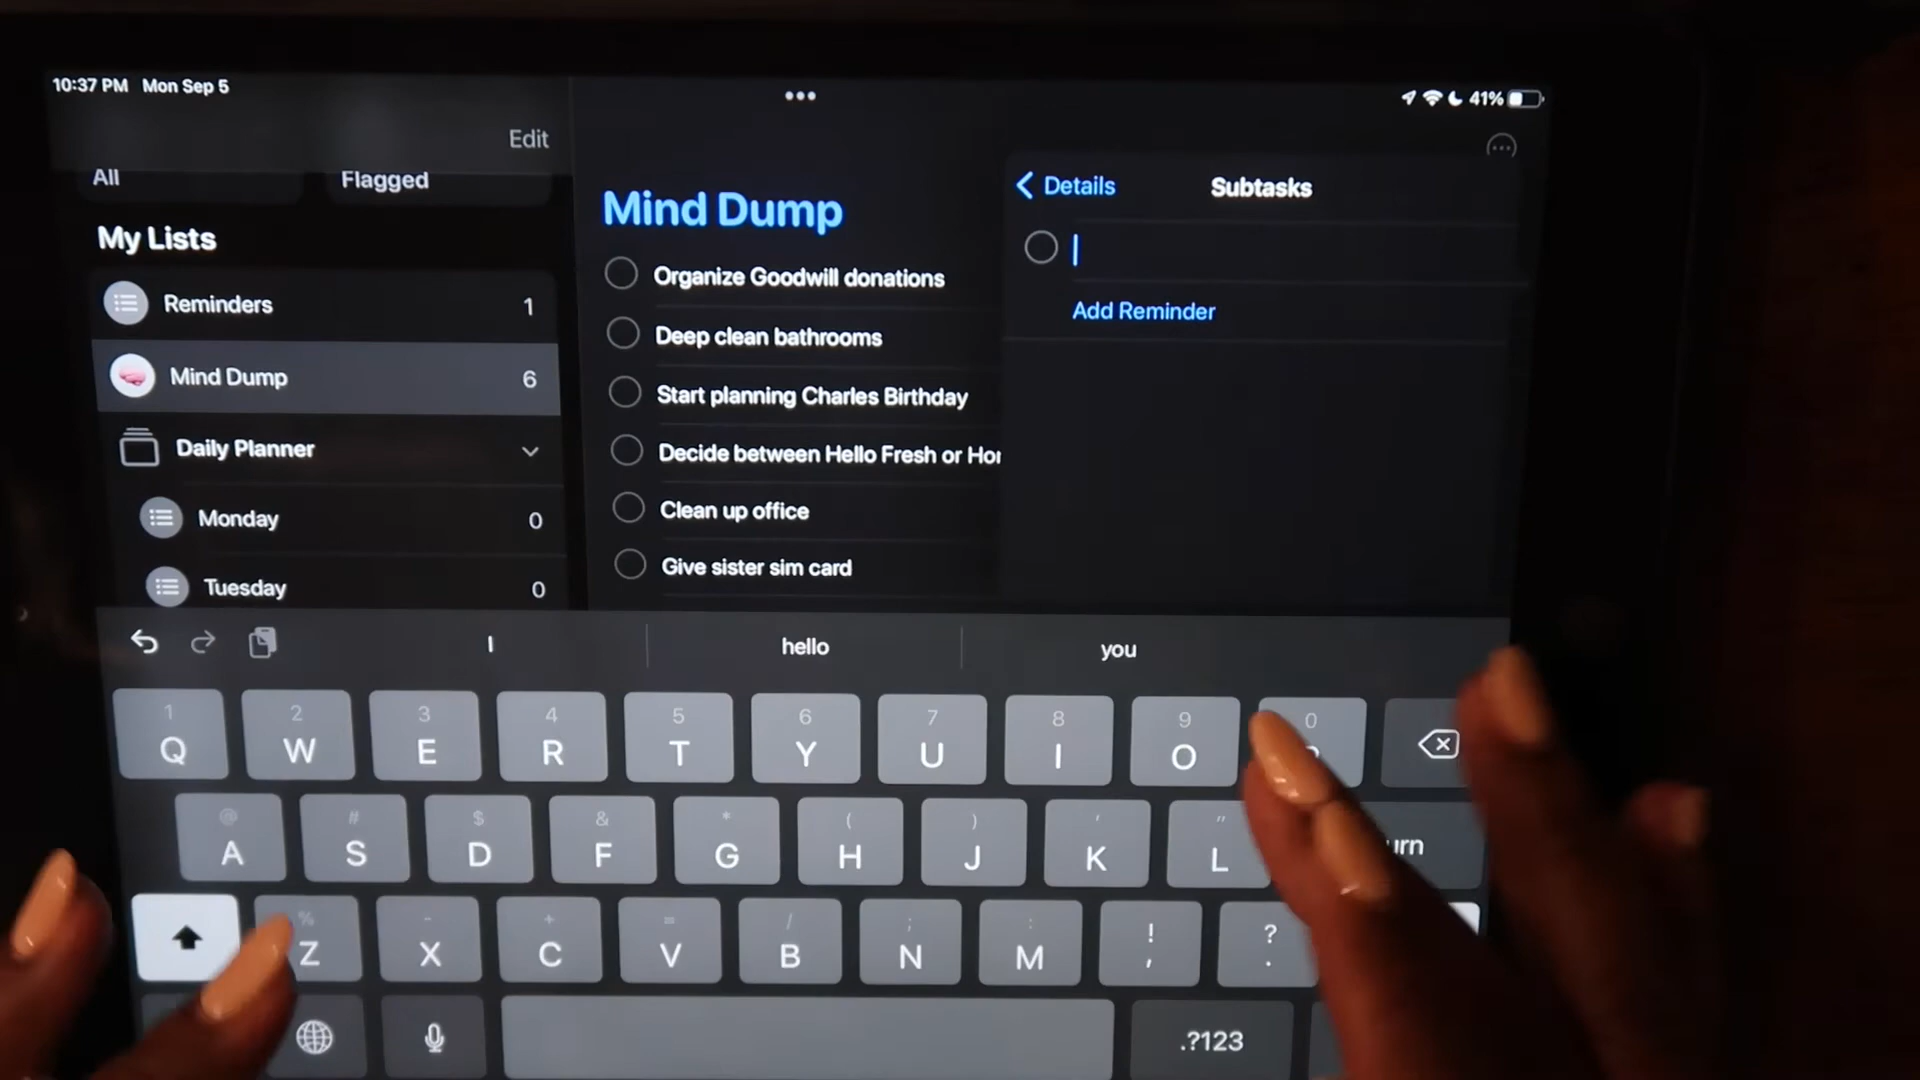 10:37 PM Mon Sep 5
41%
Edit
All
Flagged
My Lists
Reminders 1
Mind Dump 6
Daily Planner
Monday 0
Tuesday 0
Mind Dump
Organize Goodwill donations
Deep clean bathrooms
Start planning Charles Birthday
Decide between Hello Fresh or
Clean up office
Give sister sim card
Details
Subtasks
Add Reminder
I hello you
1 2 3 4 5 6 7 8 9 0
Q W E R T Y U I O
@ # $ & * ( ) ' "
A S D F G H J K L
% - + = / ; : ! ?
Z X C V B N M , .
.?123